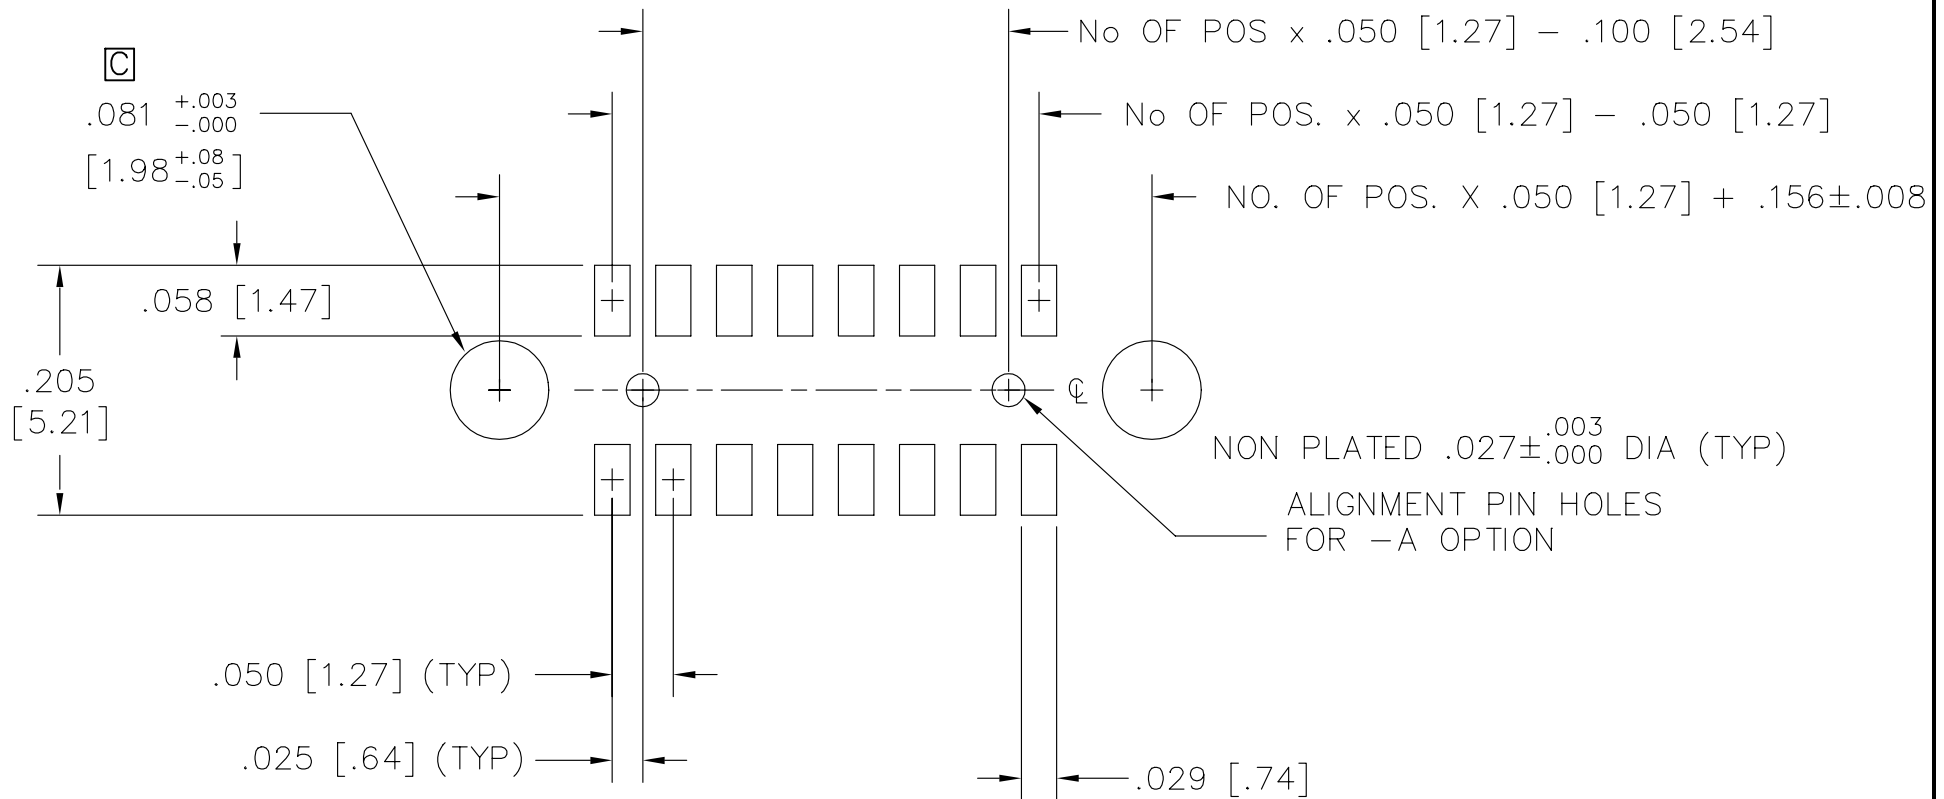 No OF POS x .050 [1.27] – .100 [2.54]
C
.081 +.003 -.000
[1.98 +.08 -.05]
No OF POS. x .050 [1.27] – .050 [1.27]
NO. OF POS. X .050 [1.27] + .156±.008
.058 [1.47]
.205
[5.21]
℄
NON PLATED .027± .003 .000 DIA (TYP)
ALIGNMENT PIN HOLES
FOR –A OPTION
.050 [1.27] (TYP)
.025 [.64] (TYP)
.029 [.74]